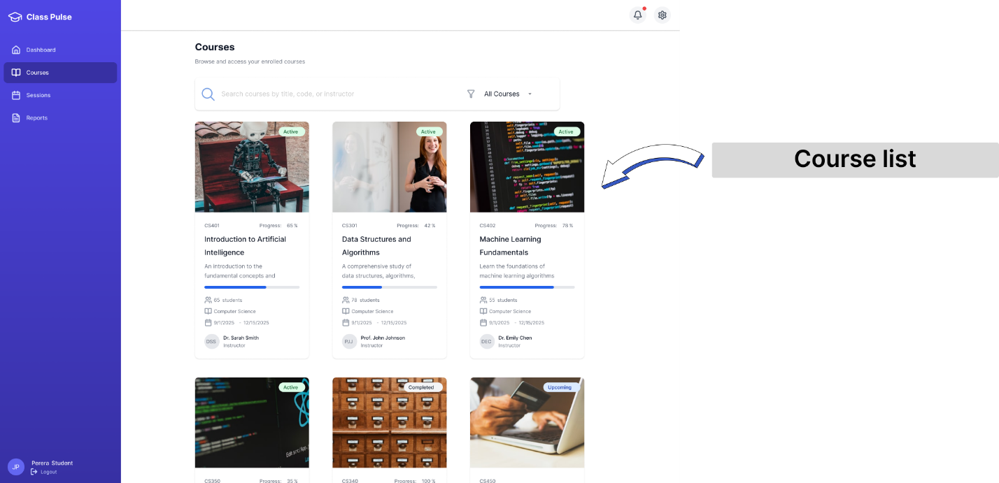 Class Pulse
Dashboard
Courses
Sessions
Reports
Courses
Browse and access your enrolled courses
Search courses by title, code, or instructor
All Courses
Course list
Active
CS401 Progress: 65 %
Introduction to Artificial
Intelligence
An introduction to the
fundamental concepts and
65 students
Computer Science
9/1/2025 - 12/15/2025
DSS
Dr. Sarah Smith
Instructor
Active
CS301 Progress: 42 %
Data Structures and
Algorithms
A comprehensive study of
data structures, algorithms,
78 students
Computer Science
9/1/2025 - 12/15/2025
PJJ
Prof. John Johnson
Instructor
Active
CS402 Progress: 78 %
Machine Learning
Fundamentals
Learn the foundations of
machine learning algorithms
55 students
Computer Science
9/1/2025 - 12/15/2025
DEC
Dr. Emily Chen
Instructor
Active
CS350 Progress: 35 %
Completed
CS340 Progress: 100 %
Upcoming
CS450
JP
Perera Student
Logout